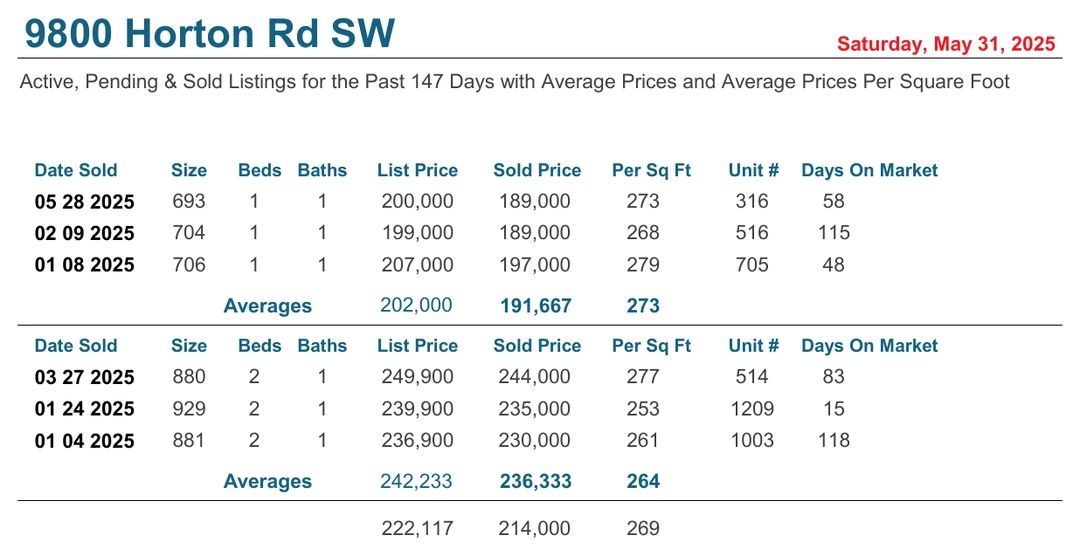 9800 Horton Rd SW
Saturday, May 31, 2025
Active, Pending & Sold Listings for the Past 147 Days with Average Prices and Average Prices Per Square Foot
Date Sold Size Beds Baths List Price Sold Price Per Sq Ft Unit # Days On Market
05 28 2025 693 1 1 200,000 189,000 273 316 58
02 09 2025 704 1 1 199,000 189,000 268 516 115
01 08 2025 706 1 1 207,000 197,000 279 705 48
Averages 202,000 191,667 273
Date Sold Size Beds Baths List Price Sold Price Per Sq Ft Unit # Days On Market
03 27 2025 880 2 1 249,900 244,000 277 514 83
01 24 2025 929 2 1 239,900 235,000 253 1209 15
01 04 2025 881 2 1 236,900 230,000 261 1003 118
Averages 242,233 236,333 264
222,117 214,000 269